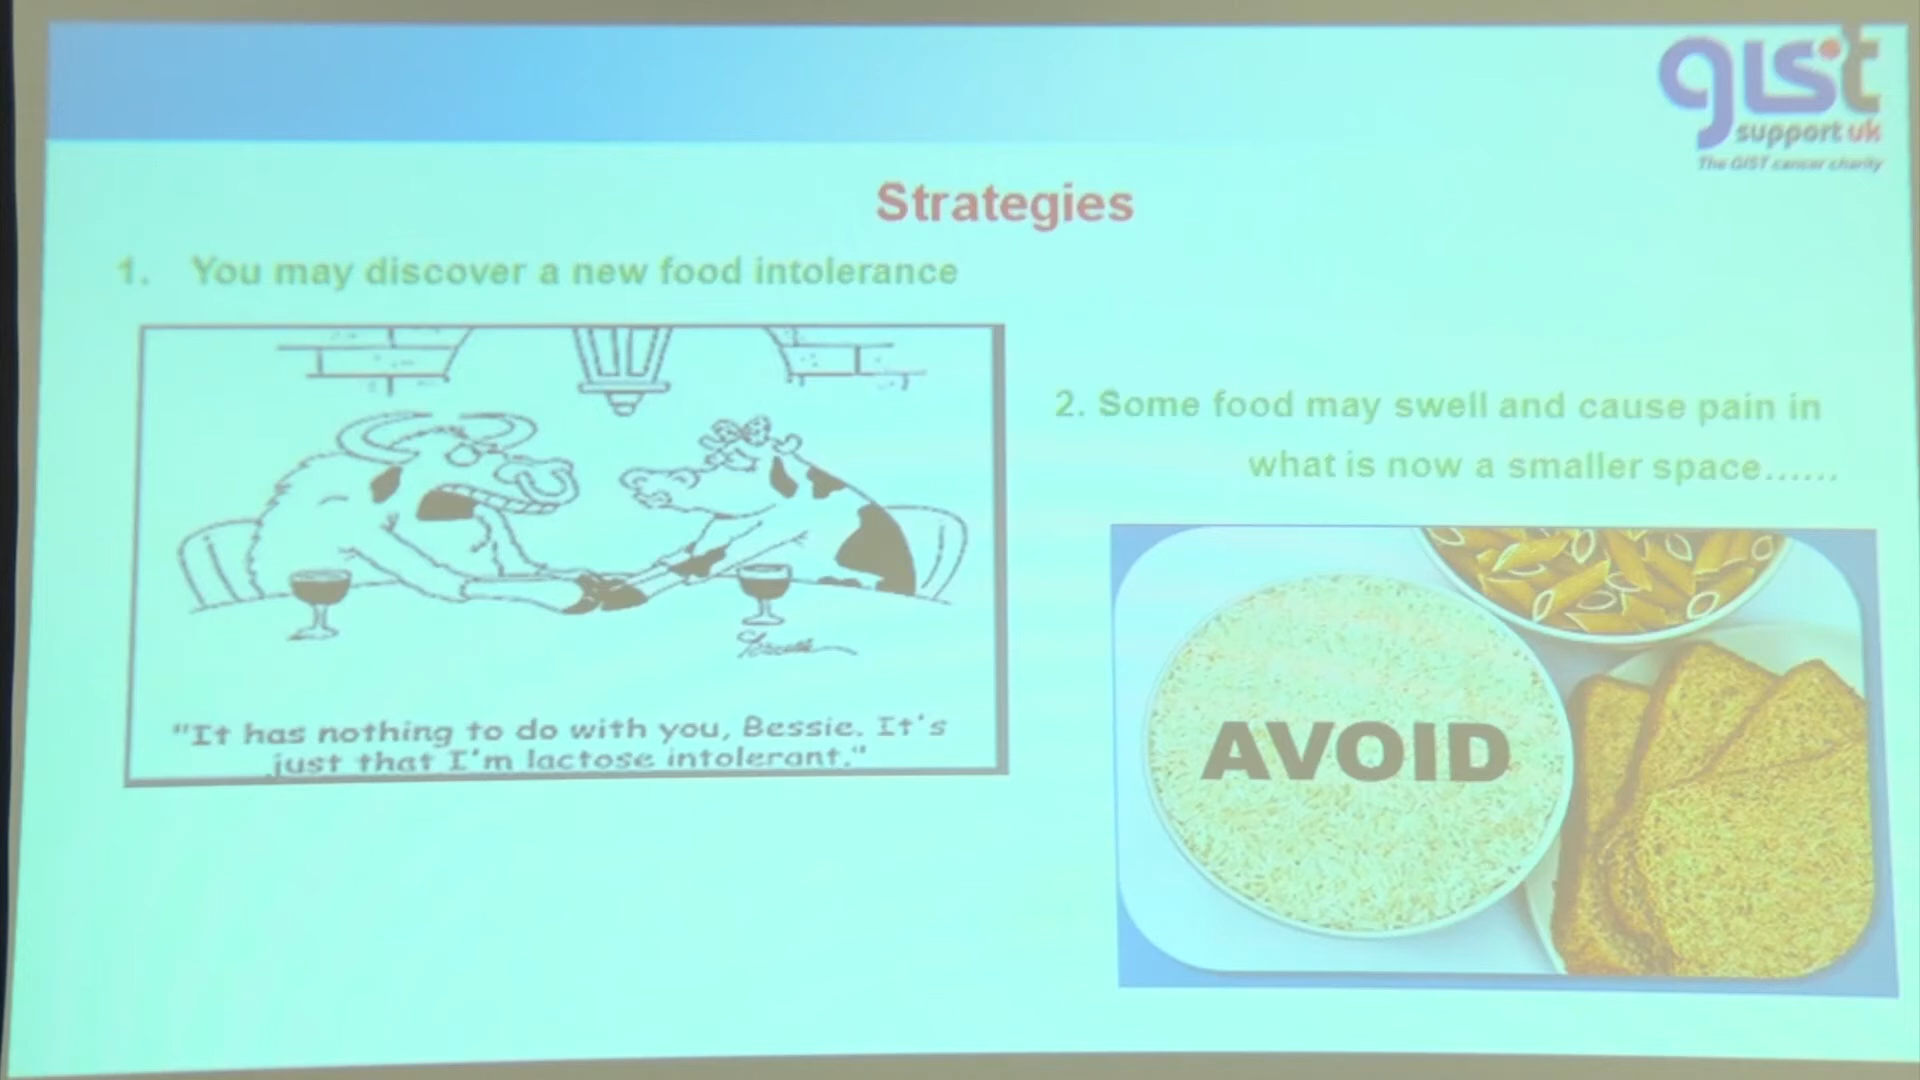 gist
support uk
The GIST cancer charity
Strategies
1. You may discover a new food intolerance
"It has nothing to do with you, Bessie. It's
just that I'm lactose intolerant."
2. Some food may swell and cause pain in
what is now a smaller space......
AVOID